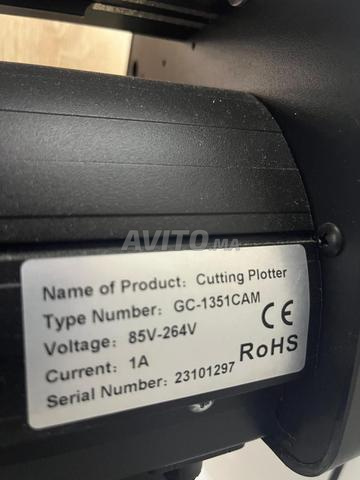 AVITO.MA
Name of Product: Cutting Plotter
Type Number: GC-1351CAM
Voltage: 85V-264V
Current: 1A
Serial Number: 23101297
CE
RoHS